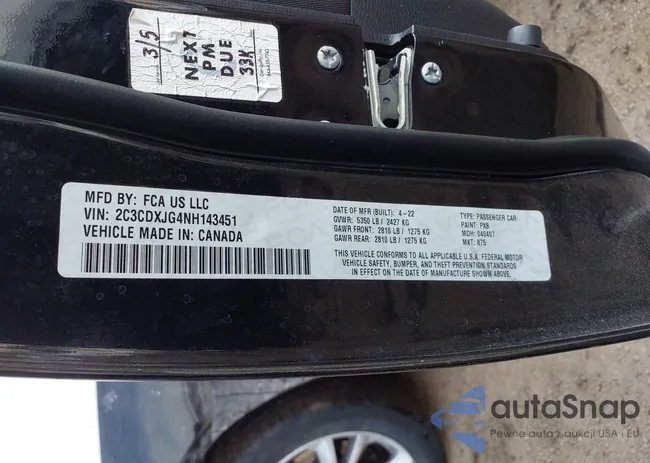 3/5
NEXT
PM
DUE
33K
MFD BY: FCA US LLC
VIN: 2C3CDXJG4NH143451
VEHICLE MADE IN: CANADA
DATE OF MFR (BUILT): 4-22
GVWR: 5350 LB / 2427 KG
GAWR FRONT: 2810 LB / 1275 KG
GAWR REAR: 2810 LB / 1275 KG
TYPE: PASSENGER CAR
PAINT: PX8
MDH: 040407
MKT: 875
THIS VEHICLE CONFORMS TO ALL APPLICABLE U.S.A. FEDERAL MOTOR
VEHICLE SAFETY, BUMPER, AND THEFT PREVENTION STANDARDS
IN EFFECT ON THE DATE OF MANUFACTURE SHOWN ABOVE.
autaSnap
Pewne auta z aukcji USA i EU